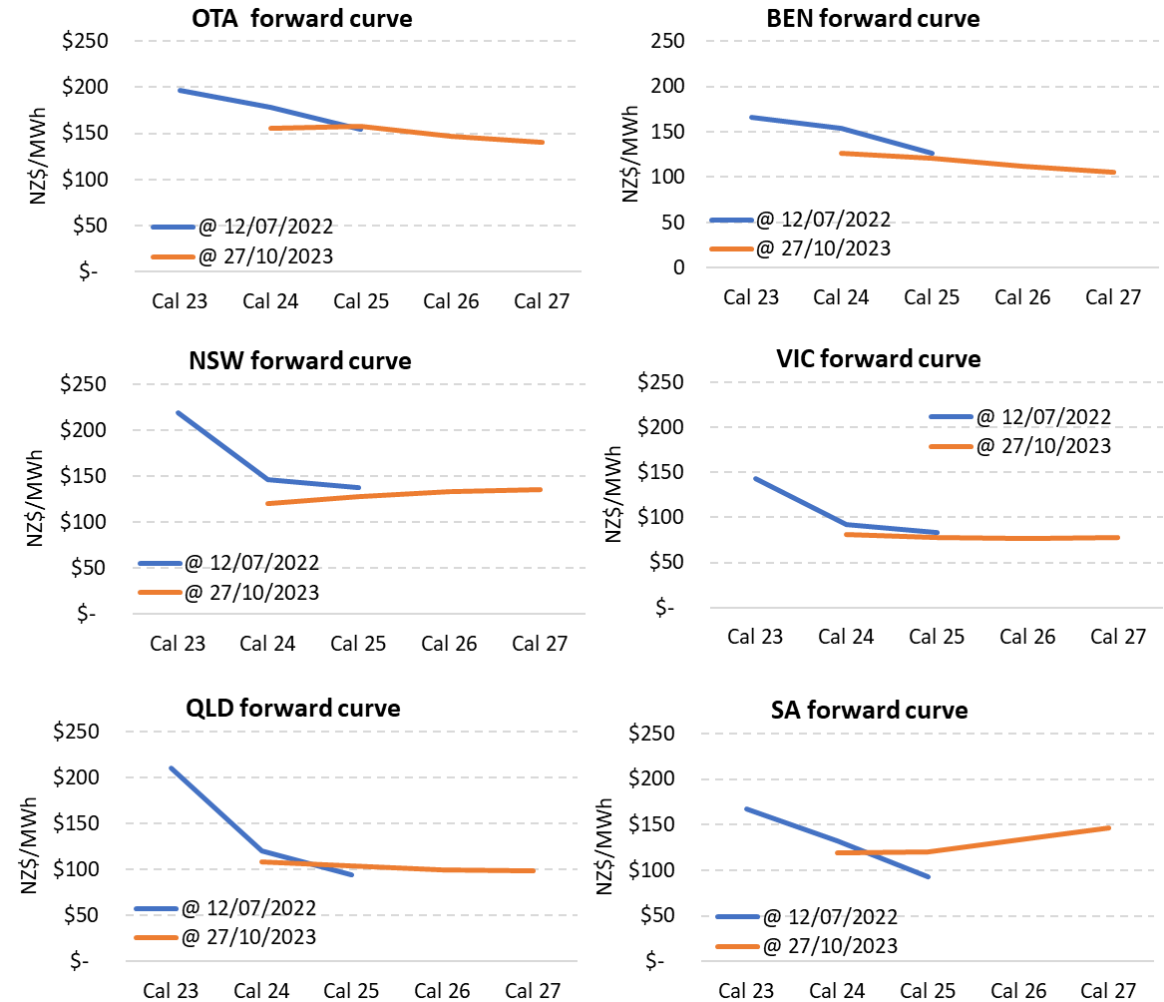 OTA forward curve
$250
$200
$150
$100
$50
$-
NZ$/MWh
@ 12/07/2022
@ 27/10/2023
Cal 23 Cal 24 Cal 25 Cal 26 Cal 27
BEN forward curve
250
200
150
100
50
0
NZ$/MWh
@ 12/07/2022
@ 27/10/2023
Cal 23 Cal 24 Cal 25 Cal 26 Cal 27
NSW forward curve
$250
$200
$150
$100
$50
$-
NZ$/MWh
@ 12/07/2022
@ 27/10/2023
Cal 23 Cal 24 Cal 25 Cal 26 Cal 27
VIC forward curve
$250
$200
$150
$100
$50
$-
NZ$/MWh
@ 12/07/2022
@ 27/10/2023
Cal 23 Cal 24 Cal 25 Cal 26 Cal 27
QLD forward curve
$250
$200
$150
$100
$50
$-
NZ$/MWh
@ 12/07/2022
@ 27/10/2023
Cal 23 Cal 24 Cal 25 Cal 26 Cal 27
SA forward curve
$250
$200
$150
$100
$50
$-
NZ$/MWh
@ 12/07/2022
@ 27/10/2023
Cal 23 Cal 24 Cal 25 Cal 26 Cal 27